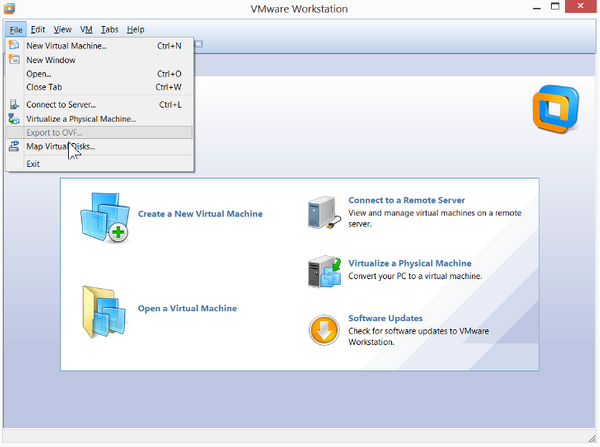 VMware Workstation
File Edit View VM Tabs Help
New Virtual Machine... Ctrl+N
New Window
Open... Ctrl+O
Close Tab Ctrl+W
Connect to Server... Ctrl+L
Virtualize a Physical Machine...
Export to OVF...
Map Virtual Disks...
Exit
Create a New Virtual Machine
Open a Virtual Machine
Connect to a Remote Server
View and manage virtual machines on a remote
server.
Virtualize a Physical Machine
Convert your PC to a virtual machine.
Software Updates
Check for software updates to VMware
Workstation.